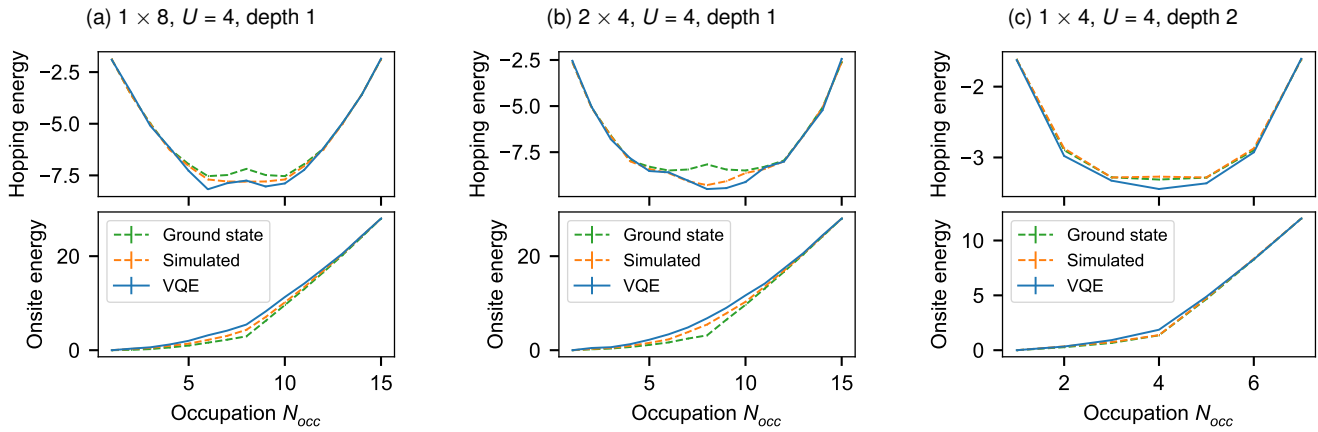 (a) 1 × 8, U = 4, depth 1
Hopping energy
−2.5
−5.0
−7.5
Onsite energy
20
0
Ground state
Simulated
VQE
5
10
15
Occupation Nocc
(b) 2 × 4, U = 4, depth 1
Hopping energy
−2.5
−5.0
−7.5
Onsite energy
20
0
Ground state
Simulated
VQE
5
10
15
Occupation Nocc
(c) 1 × 4, U = 4, depth 2
Hopping energy
−2
−3
Onsite energy
10
5
0
Ground state
Simulated
VQE
2
4
6
Occupation Nocc